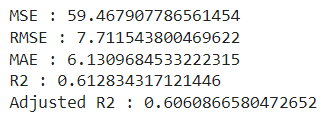 MSE : 59.467907786561454
RMSE : 7.711543800469622
MAE : 6.1309684533222315
R2 : 0.612834317121446
Adjusted R2 : 0.6060866580472652